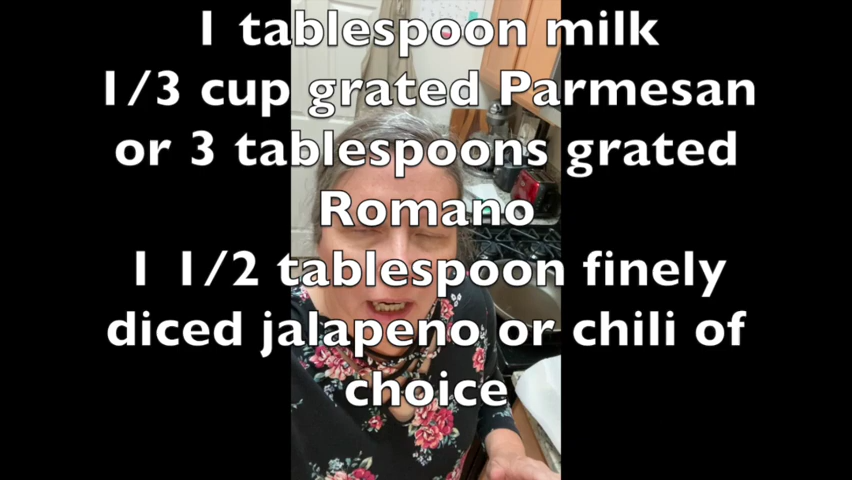 1 tablespoon milk
1/3 cup grated Parmesan
or 3 tablespoons grated
Romano
1 1/2 tablespoon finely
diced jalapeno or chili of
choice